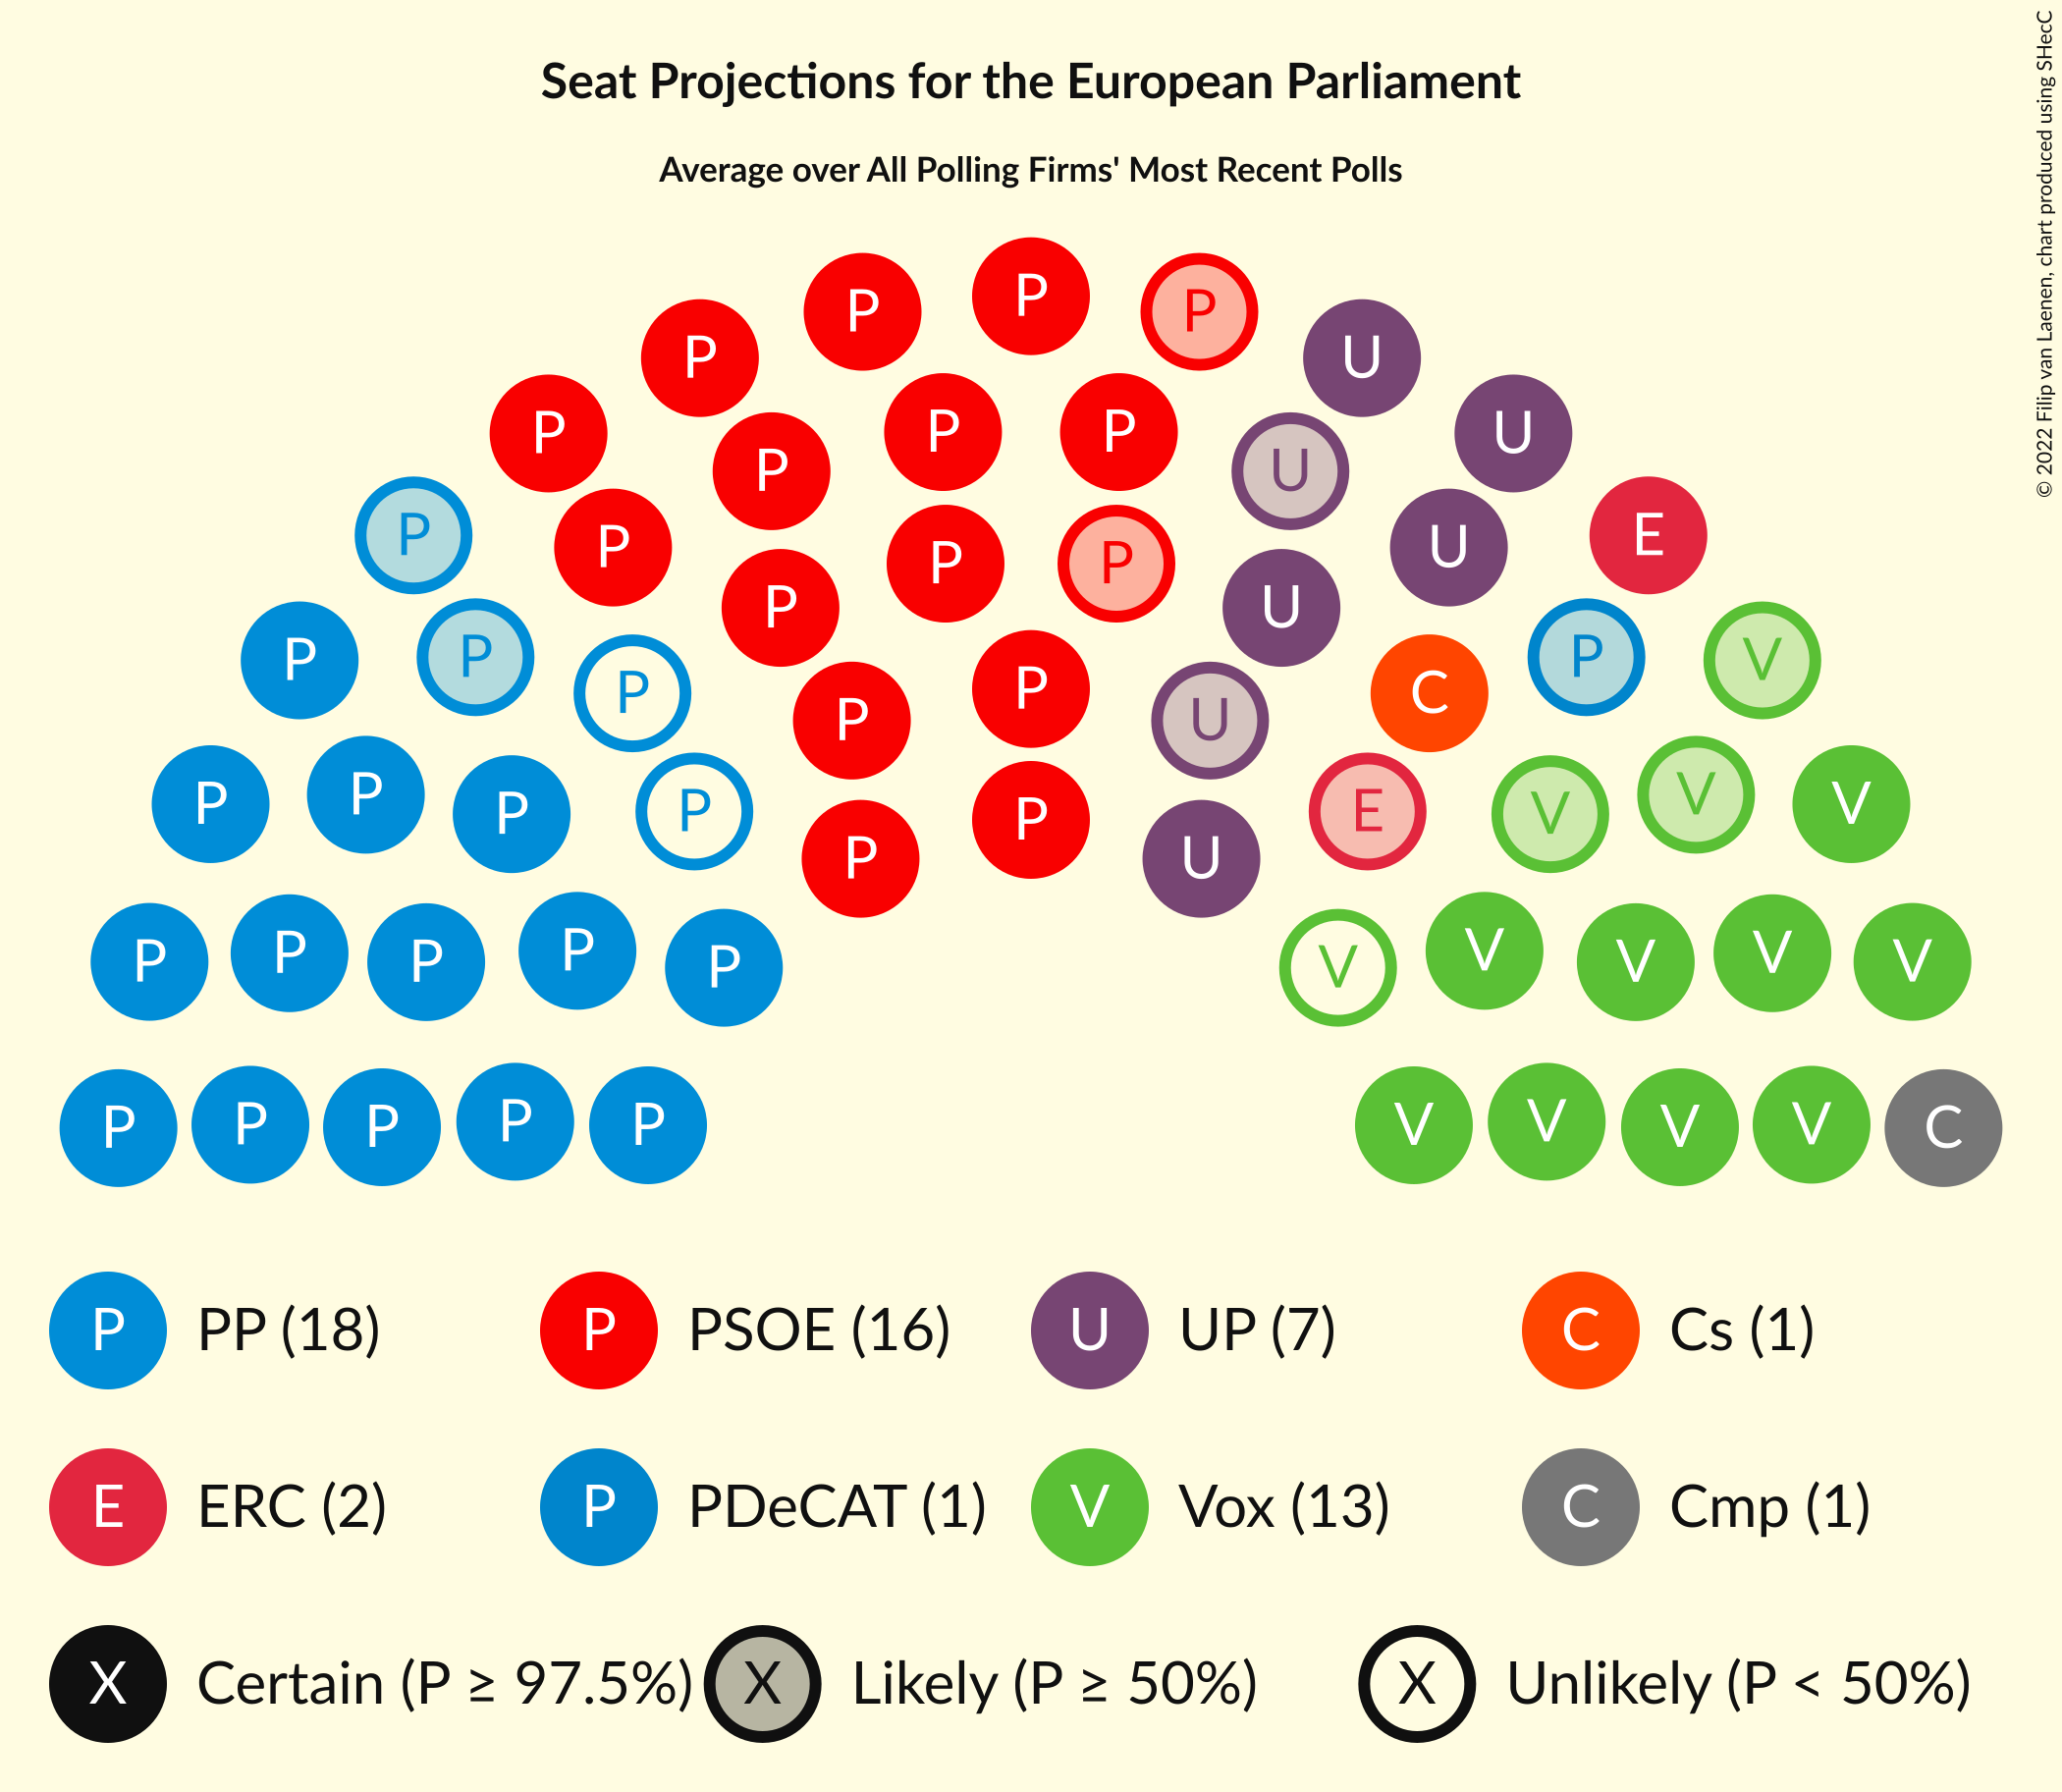 Seat Projections for the European Parliament
Average over All Polling Firms' Most Recent Polls
© 2022 Filip van Laenen, chart produced using SHecC
P
P P
P U
P P P
P U
P U
P P P U E
P P U
P P U
P P P P C P V
P U
P P P P P E V V V
P U
P P P P P V V V V V
P P P P P V V V V C
P PP (18) P PSOE (16) U UP (7) C Cs (1)
E ERC (2) P PDeCAT (1) V Vox (13) C Cmp (1)
X Certain (P ≥ 97.5%) X Likely (P ≥ 50%) X Unlikely (P < 50%)